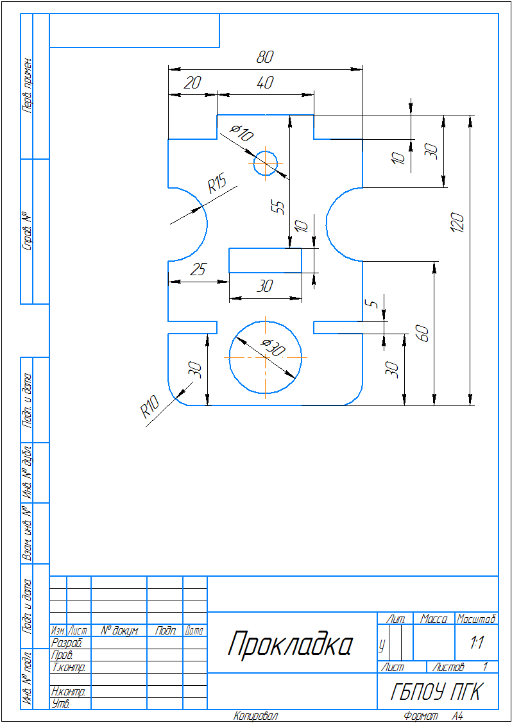 Перв. примен.
Справ. №
Подп. и дата
Инв. № дубл.
Взам. инв. №
Подп. и дата
Инв. № подл.
80
20
40
⌀10
10
30
R15
55
10
120
25
30
5
60
⌀30
30
30
R10
Изм. Лист № докум. Подп. Дата
Разраб.
Пров.
Т.контр.
Н.контр.
Утв.
Прокладка
Лит. Масса Масштаб
у 1:1
Лист Листов 1
ГБПОУ ПГК
Копировал Формат А4